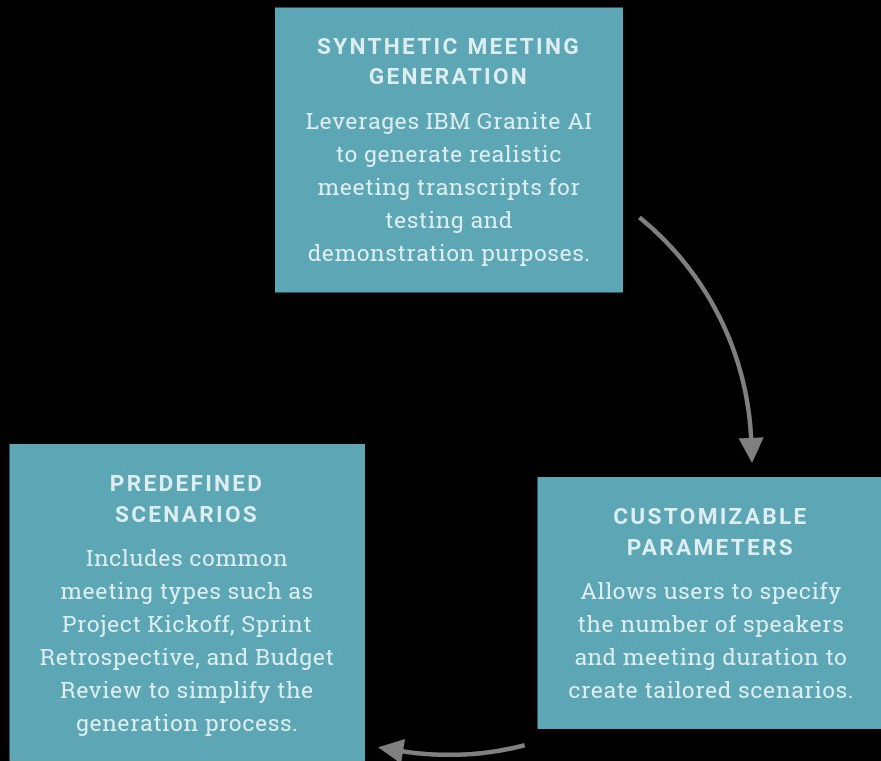 SYNTHETIC MEETING
GENERATION
Leverages IBM Granite AI
to generate realistic
meeting transcripts for
testing and
demonstration purposes.
CUSTOMIZABLE
PARAMETERS
Allows users to specify
the number of speakers
and meeting duration to
create tailored scenarios.
PREDEFINED
SCENARIOS
Includes common
meeting types such as
Project Kickoff, Sprint
Retrospective, and Budget
Review to simplify the
generation process.